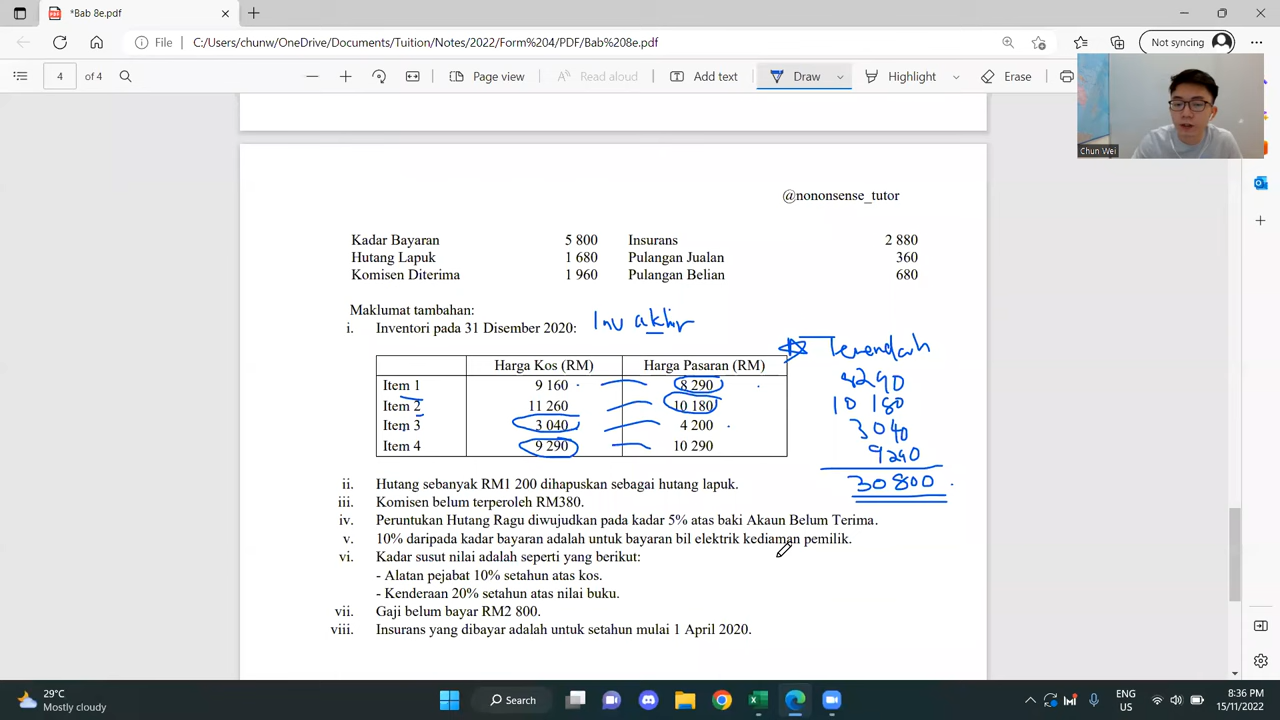 *Bab 8e.pdf
File
C:/Users/chunw/OneDrive/Documents/Tuition/Notes/2022/Form%204/PDF/Bab%208e.pdf
Not syncing
4 of 4
Page view
Read aloud
Add text
Draw
Highlight
Erase
Chun Wei
@nononsense_tutor
Kadar Bayaran 5 800 Insurans 2 880
Hutang Lapuk 1 680 Pulangan Jualan 360
Komisen Diterima 1 960 Pulangan Belian 680
Maklumat tambahan:
i. Inventori pada 31 Disember 2020: Inv akhir
Terendah
Harga Kos (RM) Harga Pasaran (RM)
Item 1 9 160 8 290 8290
Item 2 11 260 10 180 10 180
Item 3 3 040 4 200 3040
Item 4 9 290 10 290 9290
30800
ii. Hutang sebanyak RM1 200 dihapuskan sebagai hutang lapuk.
iii. Komisen belum terperoleh RM380.
iv. Peruntukan Hutang Ragu diwujudkan pada kadar 5% atas baki Akaun Belum Terima.
v. 10% daripada kadar bayaran adalah untuk bayaran bil elektrik kediaman pemilik.
vi. Kadar susut nilai adalah seperti yang berikut:
- Alatan pejabat 10% setahun atas kos.
- Kenderaan 20% setahun atas nilai buku.
vii. Gaji belum bayar RM2 800.
viii. Insurans yang dibayar adalah untuk setahun mulai 1 April 2020.
29°C
Mostly cloudy
Search
ENG
US
8:36 PM
15/11/2022